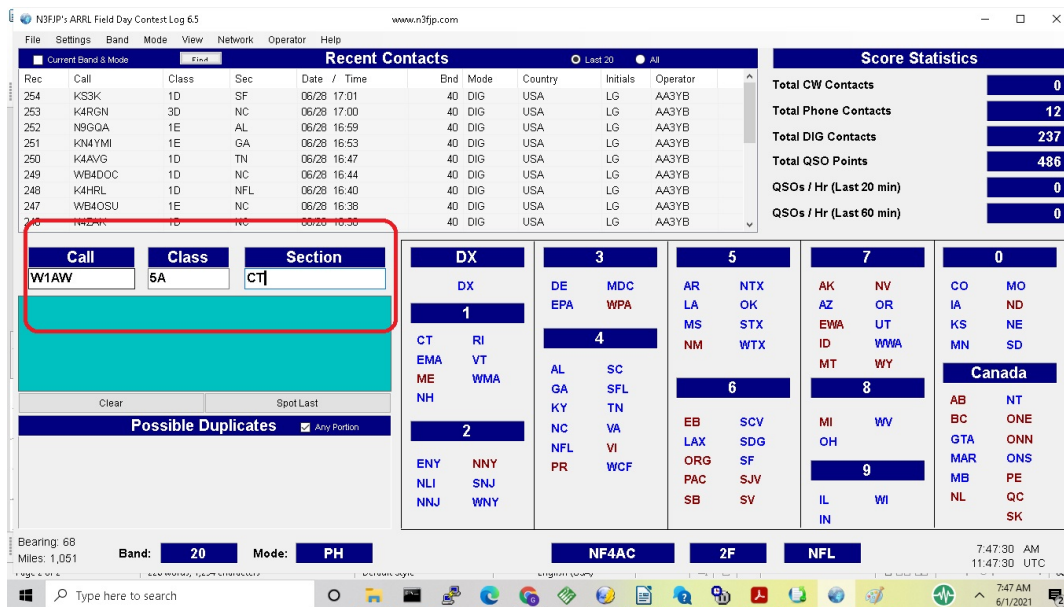 N3FJP's ARRL Field Day Contest Log 6.5 www.n3fjp.com
File Settings Band Mode View Network Operator Help
Current Band & Mode Find Recent Contacts Last 20 All
Rec Call Class Sec Date / Time Bnd Mode Country Initials Operator
254 KS3K 1D SF 06/28 17:01 40 DIG USA LG AA3YB
253 K4RGN 3D NC 06/28 17:00 40 DIG USA LG AA3YB
252 N9GQA 1E AL 06/28 16:59 40 DIG USA LG AA3YB
251 KN4YMI 1E GA 06/28 16:53 40 DIG USA LG AA3YB
250 K4AVG 1D TN 06/28 16:47 40 DIG USA LG AA3YB
249 WB4DOC 1D NC 06/28 16:44 40 DIG USA LG AA3YB
248 K4HRL 1D NFL 06/28 16:40 40 DIG USA LG AA3YB
247 WB4OSU 1E NC 06/28 16:38 40 DIG USA LG AA3YB
246 N4ZAK 1D NC 06/28 16:38 40 DIG USA LG AA3YB
Score Statistics
Total CW Contacts 0
Total Phone Contacts 12
Total DIG Contacts 237
Total QSO Points 486
QSOs / Hr (Last 20 min) 0
QSOs / Hr (Last 60 min) 0
Call Class Section
W1AW 5A CT
Clear Spot Last
Possible Duplicates Any Portion
DX
DX
1
CT RI
EMA VT
ME WMA
NH
2
ENY NNY
NLI SNJ
NNJ WNY
3
DE MDC
EPA WPA
4
AL SC
GA SFL
KY TN
NC VA
NFL VI
PR WCF
5
AR NTX
LA OK
MS STX
NM WTX
6
EB SCV
LAX SDG
ORG SF
PAC SJV
SB SV
7
AK NV
AZ OR
EWA UT
ID WWA
MT WY
8
MI WV
OH
9
IL WI
IN
0
CO MO
IA ND
KS NE
MN SD
Canada
AB NT
BC ONE
GTA ONN
MAR ONS
MB PE
NL QC
SK
Bearing: 68
Miles: 1,051
Band: 20 Mode: PH NF4AC 2F NFL
7:47:30 AM
11:47:30 UTC
Type here to search
7:47 AM
6/1/2021